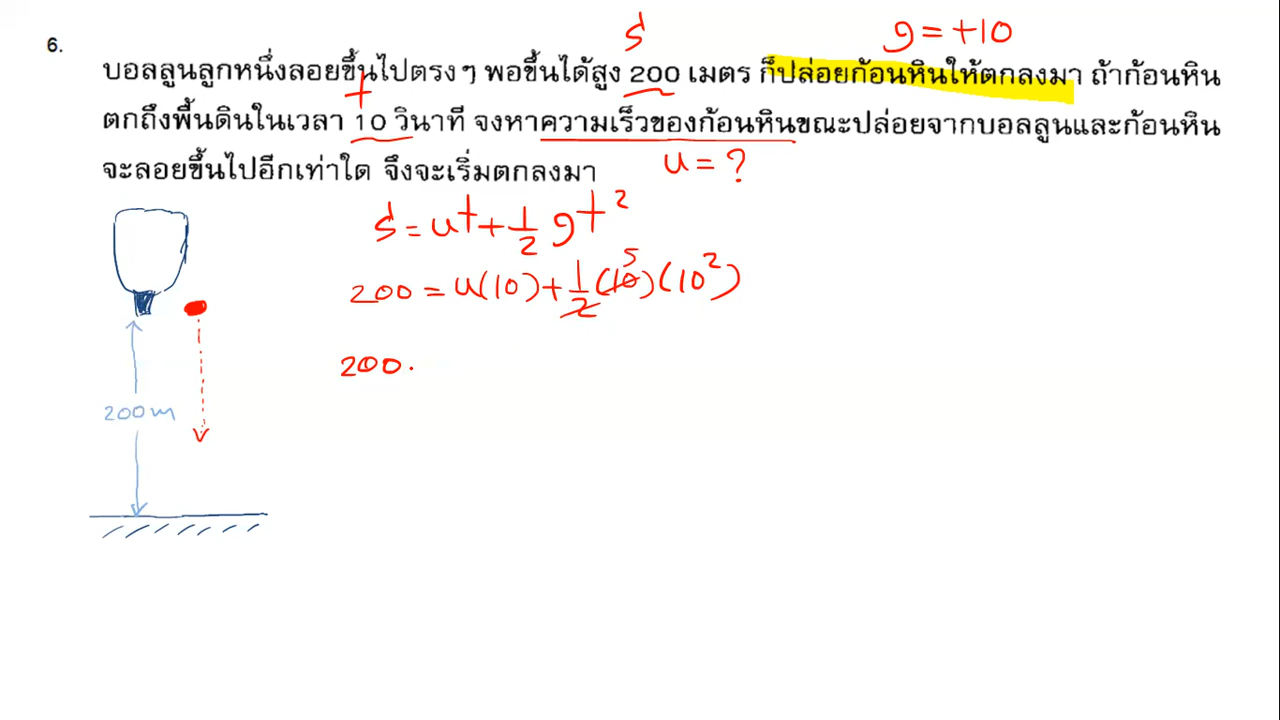 s
g = +10
6.
บอลลูนลูกหนึ่งลอยขึ้นไปตรงๆ พอขึ้นได้สูง 200 เมตร ก็ปล่อยก้อนหินให้ตกลงมา ถ้าก้อนหิน
t
ตกถึงพื้นดินในเวลา 10 วินาที จงหาความเร็วของก้อนหินขณะปล่อยจากบอลลูนและก้อนหิน
จะลอยขึ้นไปอีกเท่าใด จึงจะเริ่มตกลงมา
u = ?
s = ut + 1/2 gt²
5
200 = u(10) + 1/2 (10)(10²)
200
200m